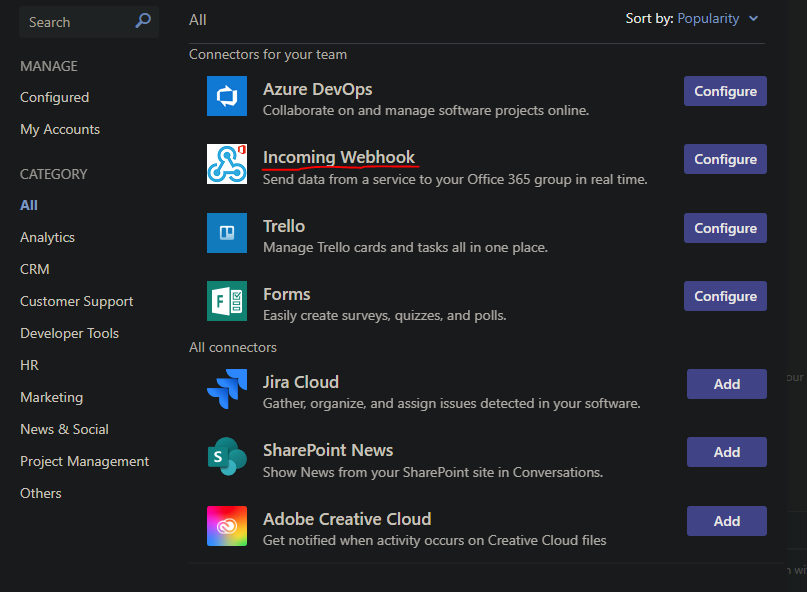 Search
All
Sort by: Popularity
MANAGE
Configured
My Accounts
CATEGORY
All
Analytics
CRM
Customer Support
Developer Tools
HR
Marketing
News & Social
Project Management
Others
Connectors for your team
Azure DevOps
Collaborate on and manage software projects online.
Configure
Incoming Webhook
Send data from a service to your Office 365 group in real time.
Configure
Trello
Manage Trello cards and tasks all in one place.
Configure
F
Forms
Easily create surveys, quizzes, and polls.
Configure
All connectors
Jira Cloud
Gather, organize, and assign issues detected in your software.
Add
S
SharePoint News
Show News from your SharePoint site in Conversations.
Add
Adobe Creative Cloud
Get notified when activity occurs on Creative Cloud files
Add